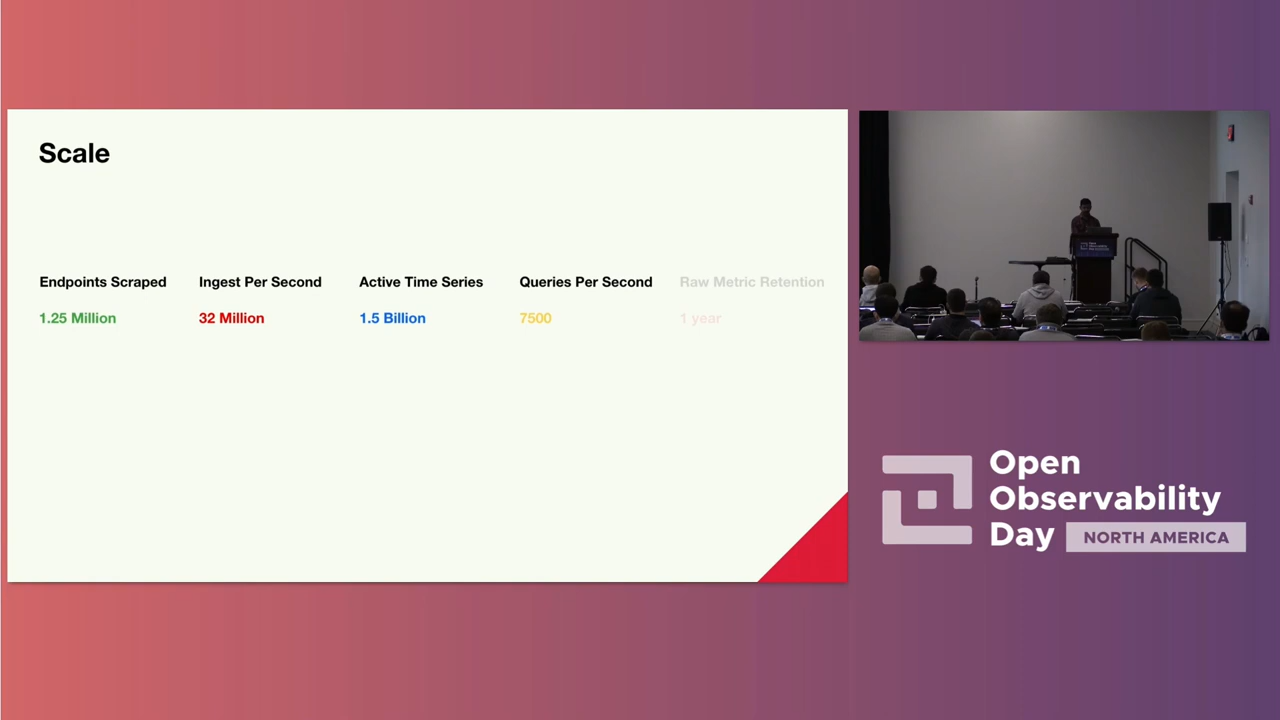 Scale
Endpoints Scraped
1.25 Million
Ingest Per Second
32 Million
Active Time Series
1.5 Billion
Queries Per Second
7500
Raw Metric Retention
1 year
Open
Observability
Day NORTH AMERICA